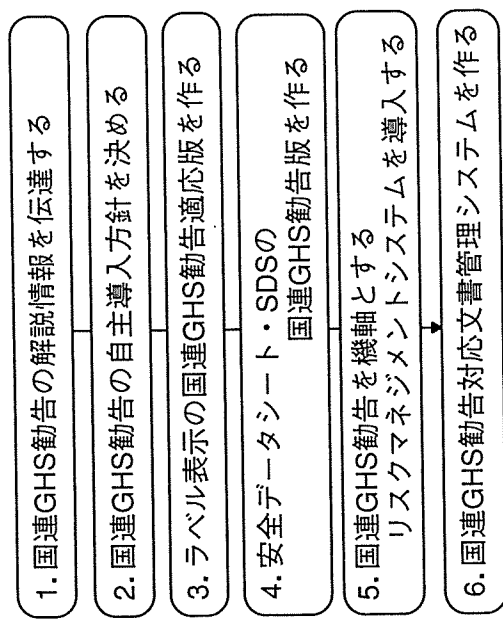 1. 国連GHS勧告の解説情報を伝達する
2. 国連GHS勧告の自主導入方針を決める
3. ラベル表示の国連GHS勧告適応版を作る
4. 安全データシート・SDSの
国連GHS勧告版を作る
5. 国連GHS勧告を機軸とする
リスクマネジメントシステムを導入する
6. 国連GHS勧告対応文書管理システムを作る